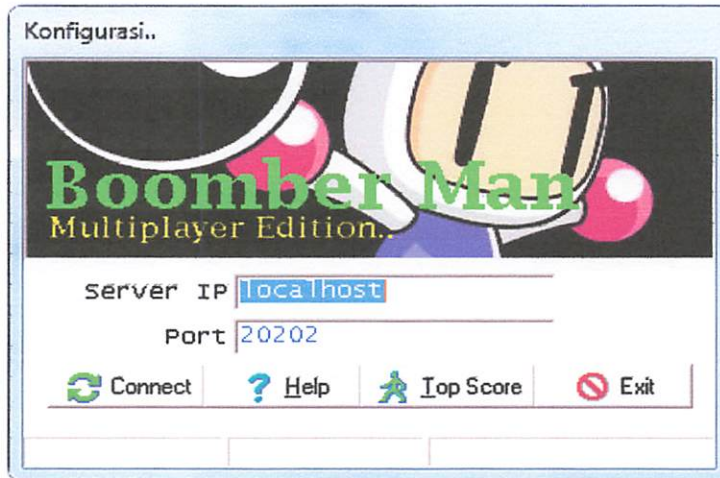 Konfigurasi..
Boomber Man
Multiplayer Edition..
Server IP localhost
Port 20202
Connect Help Top Score Exit